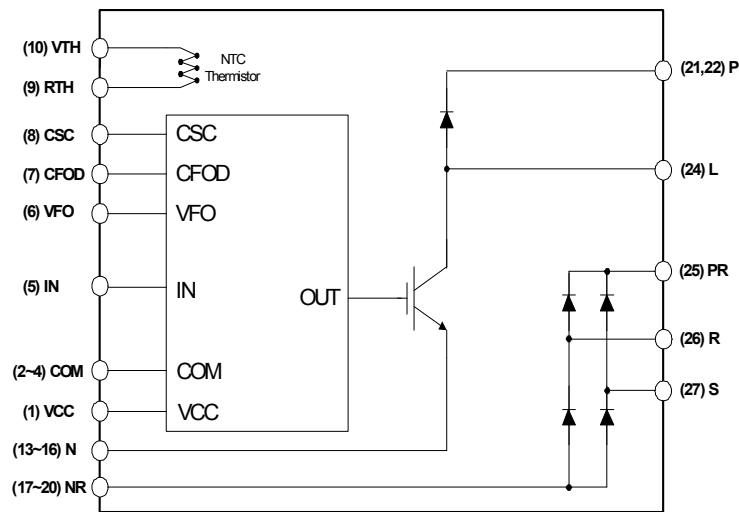 (10) VTH
(9) RTH
NTC
Thermistor
(8) CSC
(7) CFOD
(6) VFO
(5) IN
(2~4) COM
(1) VCC
(13~16) N
(17~20) NR
CSC
CFOD
VFO
IN
OUT
COM
VCC
(21,22) P
(24) L
(25) PR
(26) R
(27) S